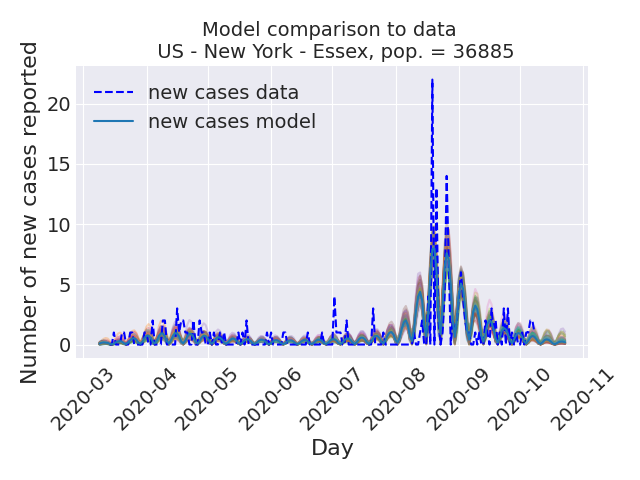 Model comparison to data
US - New York - Essex, pop. = 36885
Number of new cases reported
20
15
10
5
0
new cases data
new cases model
2020-03
2020-04
2020-05
2020-06
2020-07
2020-08
2020-09
2020-10
2020-11
Day